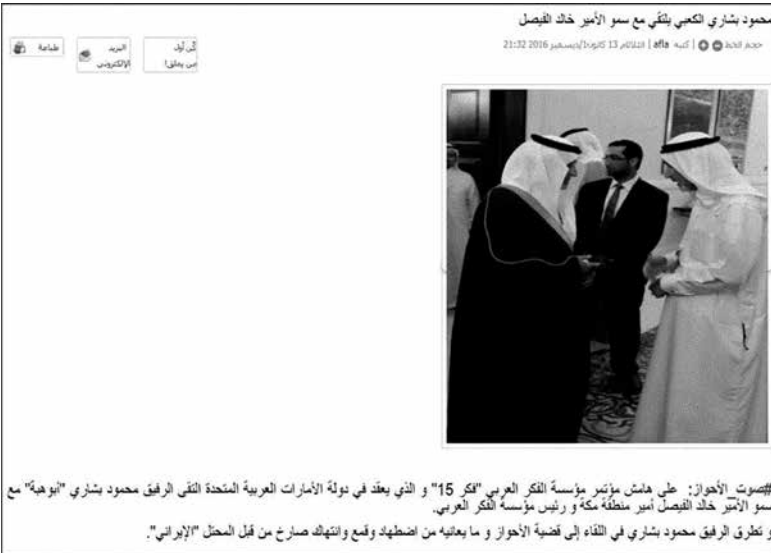 محمود بشاري الكعبي يلتقي مع سمو الأمير خالد الفيصل
حجم الخط | كتبه afla | الثلاثاء, 13 كانون1/ديسمبر 2016 21:32
كن أول من يعلق!
البريد الإلكتروني
طباعة
#صوت_الأحواز: على هامش مؤتمر مؤسسة الفكر العربي "فكر 15" و الذي يعقد في دولة الأمارات العربية المتحدة التقى الرفيق محمود بشاري "أبوهبة" مع
سمو الأمير خالد الفيصل أمير منطقة مكة و رئيس مؤسسة الفكر العربي.
و تطرق الرفيق محمود بشاري في اللقاء إلى قضية الأحواز و ما يعانيه من اضطهاد وقمع وانتهاك صارخ من قبل المحتل "الإيراني".